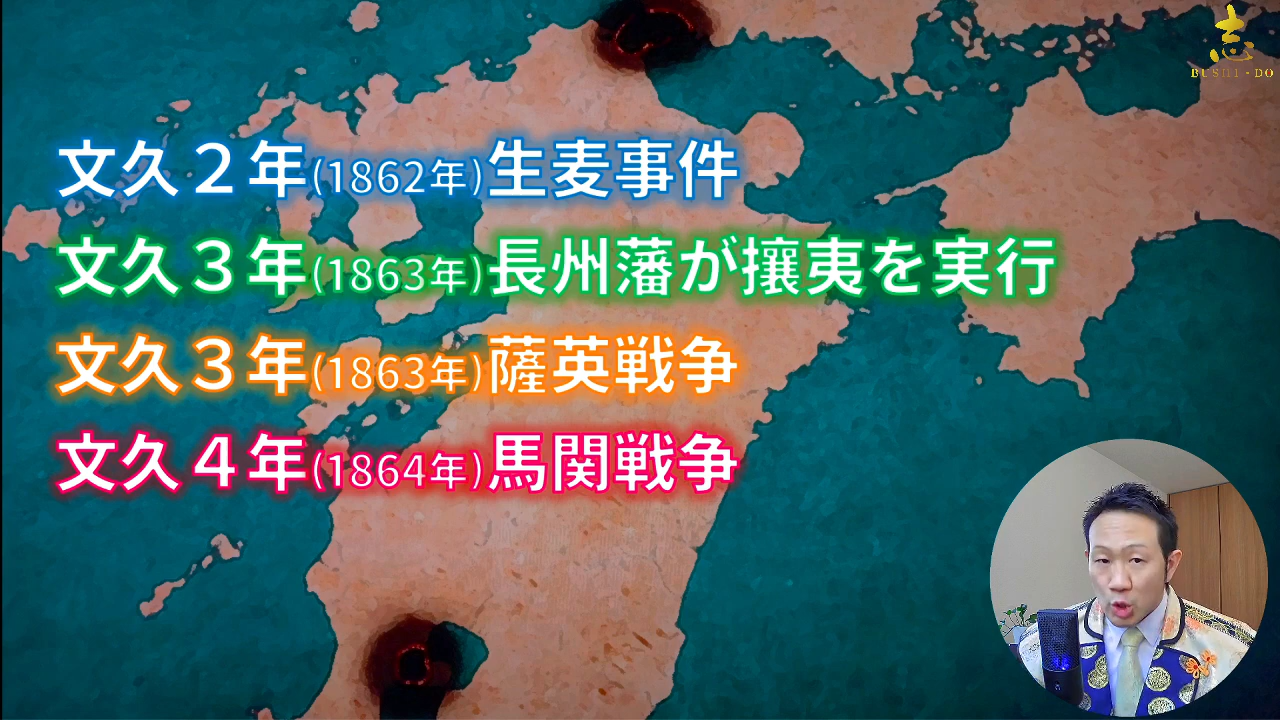 志
BUSHI-DO
文久２年(1862年)生麦事件
文久３年(1863年)長州藩が攘夷を実行
文久３年(1863年)薩英戦争
文久４年(1864年)馬関戦争